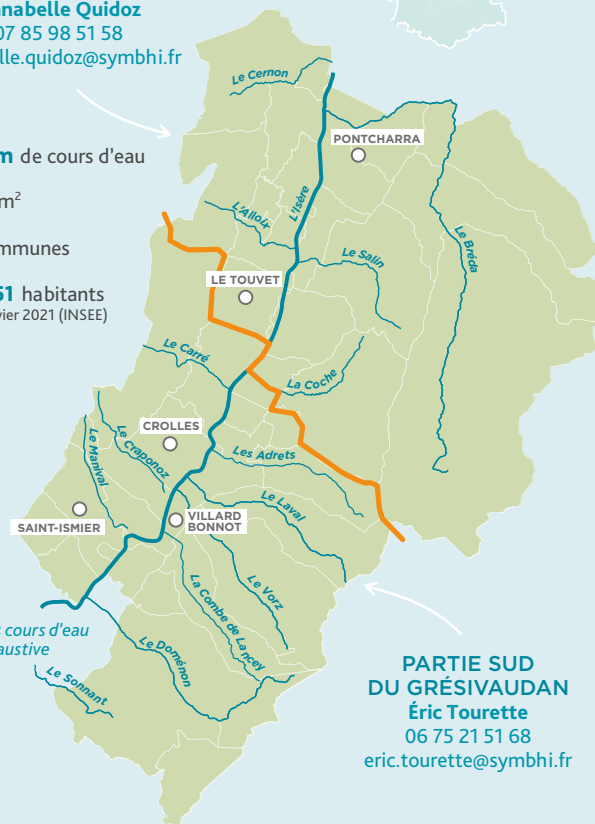 nnabelle Quidoz
07 85 98 51 58
lle.quidoz@symbhi.fr
m de cours d'eau
m²
mmunes
51 habitants
vier 2021 (INSEE)
Le Cernon
PONTCHARRA
L'Isère
L'Alloix
Le Salin
Le Bréda
LE TOUVET
Le Carré
La Coche
CROLLES
Le Manival
Le Craponoz
Les Adrets
Le Laval
SAINT-ISMIER
VILLARD
BONNOT
Le Vorz
La Combe de Lancey
s cours d'eau
austive
Le Doménon
Le Sonnant
PARTIE SUD
DU GRÉSIVAUDAN
Éric Tourette
06 75 21 51 68
eric.tourette@symbhi.fr